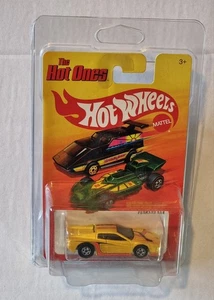 The
Hot Ones
3+
HOT WHEELS
MATTEL